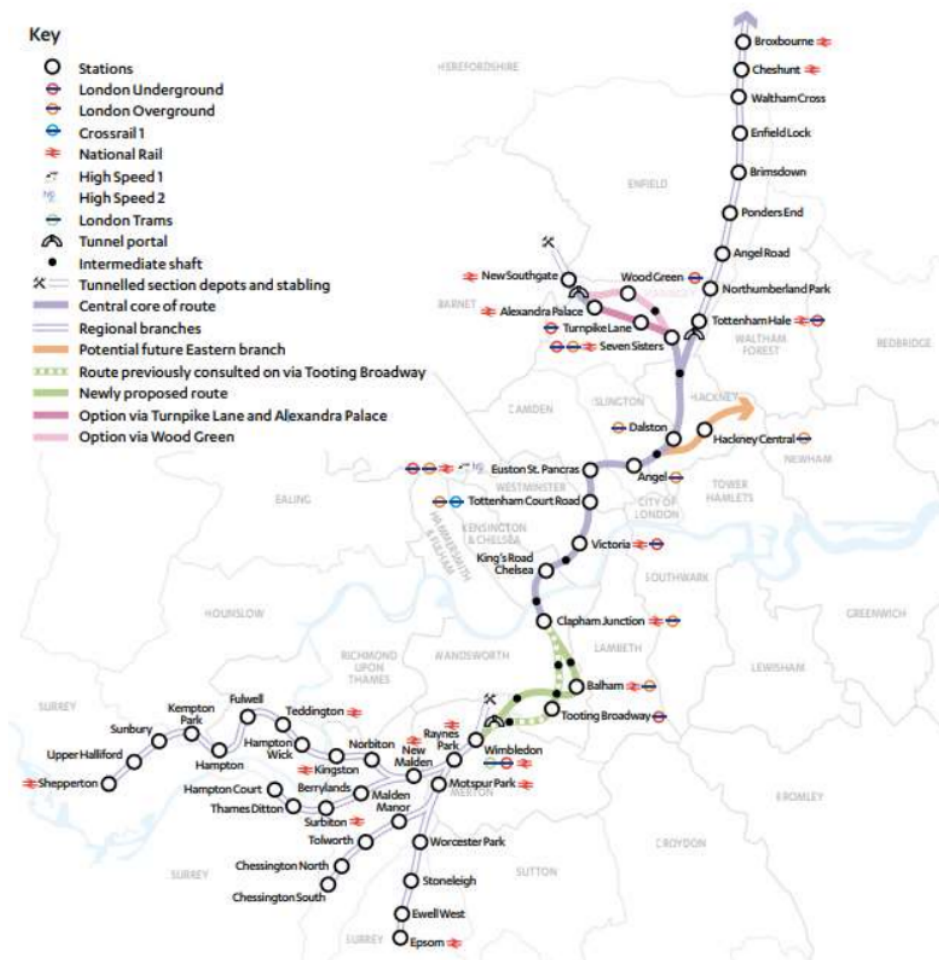 Key
Stations
London Underground
London Overground
Crossrail 1
National Rail
High Speed 1
High Speed 2
London Trams
Tunnel portal
Intermediate shaft
Tunnelled section depots and stabling
Central core of route
Regional branches
Potential future Eastern branch
Route previously consulted on via Tooting Broadway
Newly proposed route
Option via Turnpike Lane and Alexandra Palace
Option via Wood Green
Broxbourne
HEREFORDSHIRE
Cheshunt
Waltham Cross
Enfield Lock
Brimsdown
ENFIELD
Ponders End
Angel Road
New Southgate
Wood Green
Northumberland Park
BARNET
Alexandra Palace
Turnpike Lane
Tottenham Hale
Seven Sisters
WALTHAM
FOREST
REDBRIDGE
CAMDEN
ISLINGTON
HACKNEY
Dalston
Hackney Central
NEWHAM
Euston St. Pancras
Angel
WESTMINSTER
TOWER
HAMLETS
EALING
Tottenham Court Road
CITY OF
LONDON
HAMMERSMITH
& FULHAM
KENSINGTON
& CHELSEA
Victoria
King's Road
Chelsea
SOUTHWARK
HOUNSLOW
Clapham Junction
GREENWICH
RICHMOND
UPON
THAMES
WANDSWORTH
LAMBETH
LEWISHAM
Balham
Tooting Broadway
SURREY
Fulwell
Kempton
Park
Teddington
Sunbury
Raynes
Park
Wimbledon
Upper Halliford
Hampton
Hampton
Wick
Norbiton
New
Malden
Shepperton
Kingston
Motspur Park
MERTON
Hampton Court
Berrylands
Malden
Manor
Thames Ditton
Surbiton
BROMLEY
Tolworth
Worcester Park
CROYDON
Chessington North
SURREY
SUTTON
Stoneleigh
Chessington South
Ewell West
SURREY
Epsom